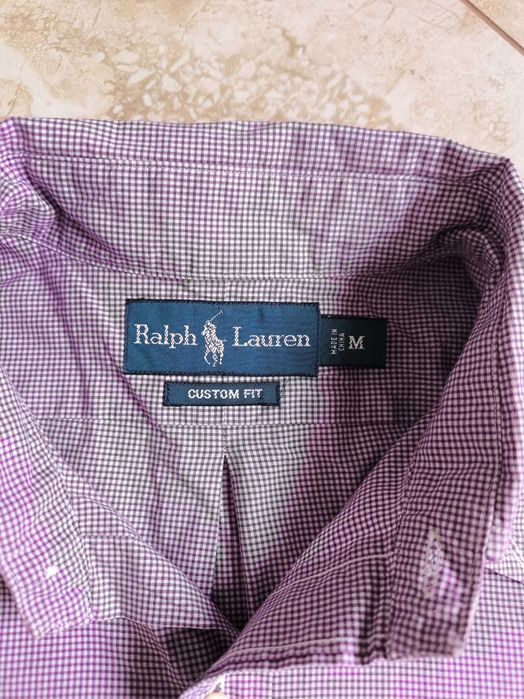 Ralph Lauren
MADE IN
CHINA
M
CUSTOM FIT